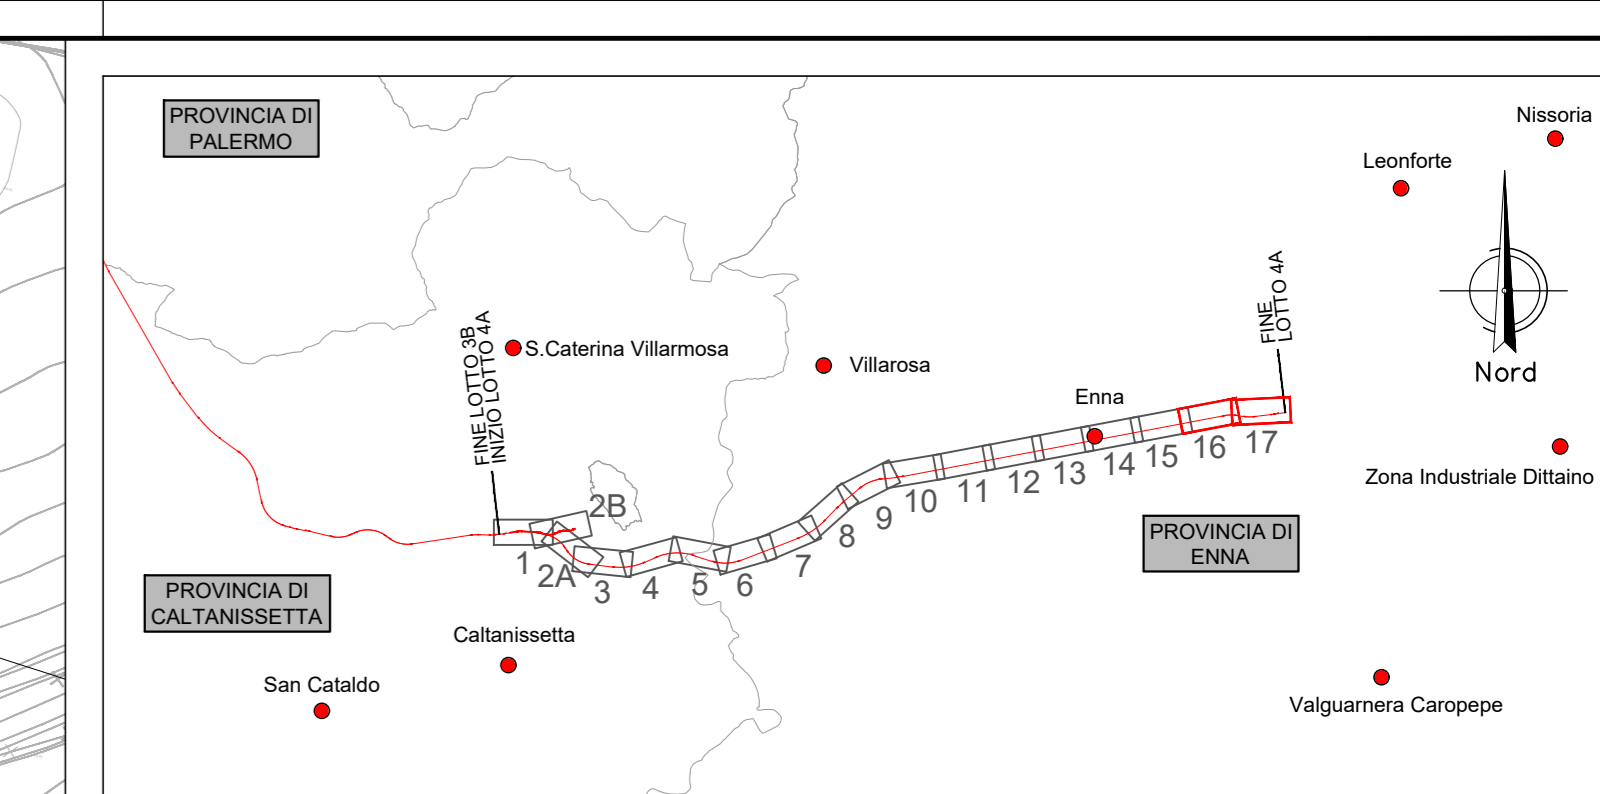 PROVINCIA DI
PALERMO
Nissoria
Leonforte
FINE
LOTTO 4A
Nord
FINE LOTTO 3B
INIZIO LOTTO 4A
S.Caterina Villarmosa
Villarosa
Enna
Zona Industriale Dittaino
1
2A
2B
3
4
5
6
7
8
9
10
11
12
13
14
15
16
17
PROVINCIA DI
ENNA
PROVINCIA DI
CALTANISSETTA
Caltanissetta
San Cataldo
Valguarnera Caropepe